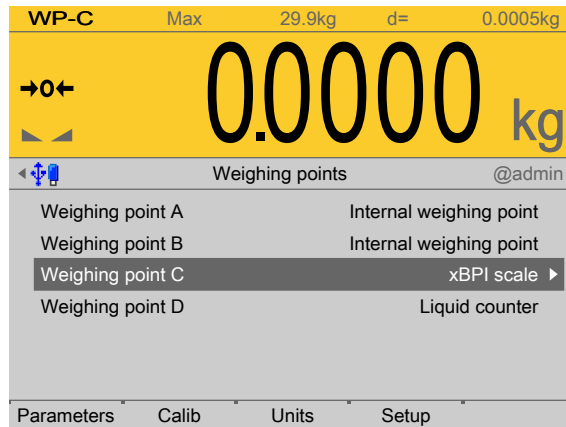 WP-C Max 29.9kg d= 0.0005kg
→0← 0.0000 kg
Weighing points @admin
Weighing point A Internal weighing point
Weighing point B Internal weighing point
Weighing point C xBPI scale
Weighing point D Liquid counter
Parameters Calib Units Setup